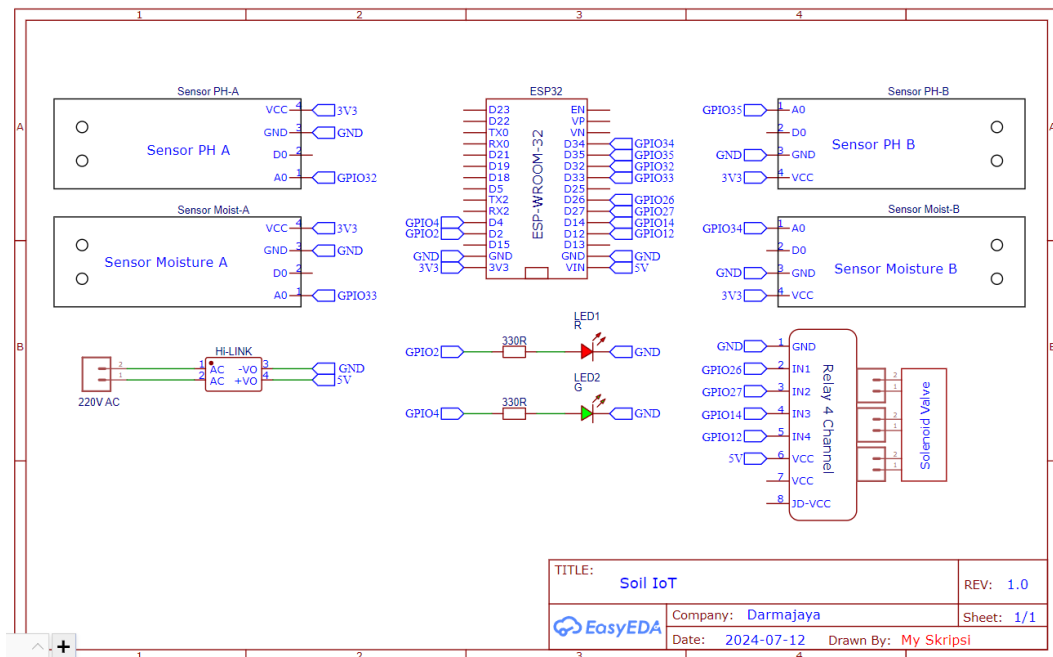 1 2 3 4
A
B
Sensor PH-A
Sensor PH A
VCC 4 3V3
GND 3 GND
D0 2
A0 1 GPIO32
Sensor Moist-A
Sensor Moisture A
VCC 4 3V3
GND 3 GND
D0 2
A0 1 GPIO33
ESP32
ESP-WROOM-32
D23 EN
D22 VP
TX0 VN
RX0 D34 GPIO34
D21 D35 GPIO35
D19 D32 GPIO32
D18 D33 GPIO33
D5 D25
TX2 D26 GPIO26
RX2 D27 GPIO27
GPIO4 D4 D14 GPIO14
GPIO2 D2 D12 GPIO12
D15 D13
GND GND GND GND
3V3 3V3 VIN 5V
Sensor PH-B
Sensor PH B
GPIO35 1 A0
2 D0
GND 3 GND
3V3 4 VCC
Sensor Moist-B
Sensor Moisture B
GPIO34 1 A0
2 D0
GND 3 GND
3V3 4 VCC
220V AC
2
1
Hi-LINK
1 AC -VO 3 GND
2 AC +VO 4 5V
LED1
R
GPIO2 330R GND
LED2
G
GPIO4 330R GND
Relay 4 Channel
GND 1 GND
GPIO26 2 IN1
GPIO27 3 IN2
GPIO14 4 IN3
GPIO12 5 IN4
5V 6 VCC
7 VCC
8 JD-VCC
2
1
2
1
2
1
Solenoid Valve
TITLE:
Soil IoT
REV: 1.0
EasyEDA
Company: Darmajaya
Sheet: 1/1
Date: 2024-07-12 Drawn By: My Skripsi
1 2 3 4